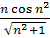 n cos n²
√(n²+1)